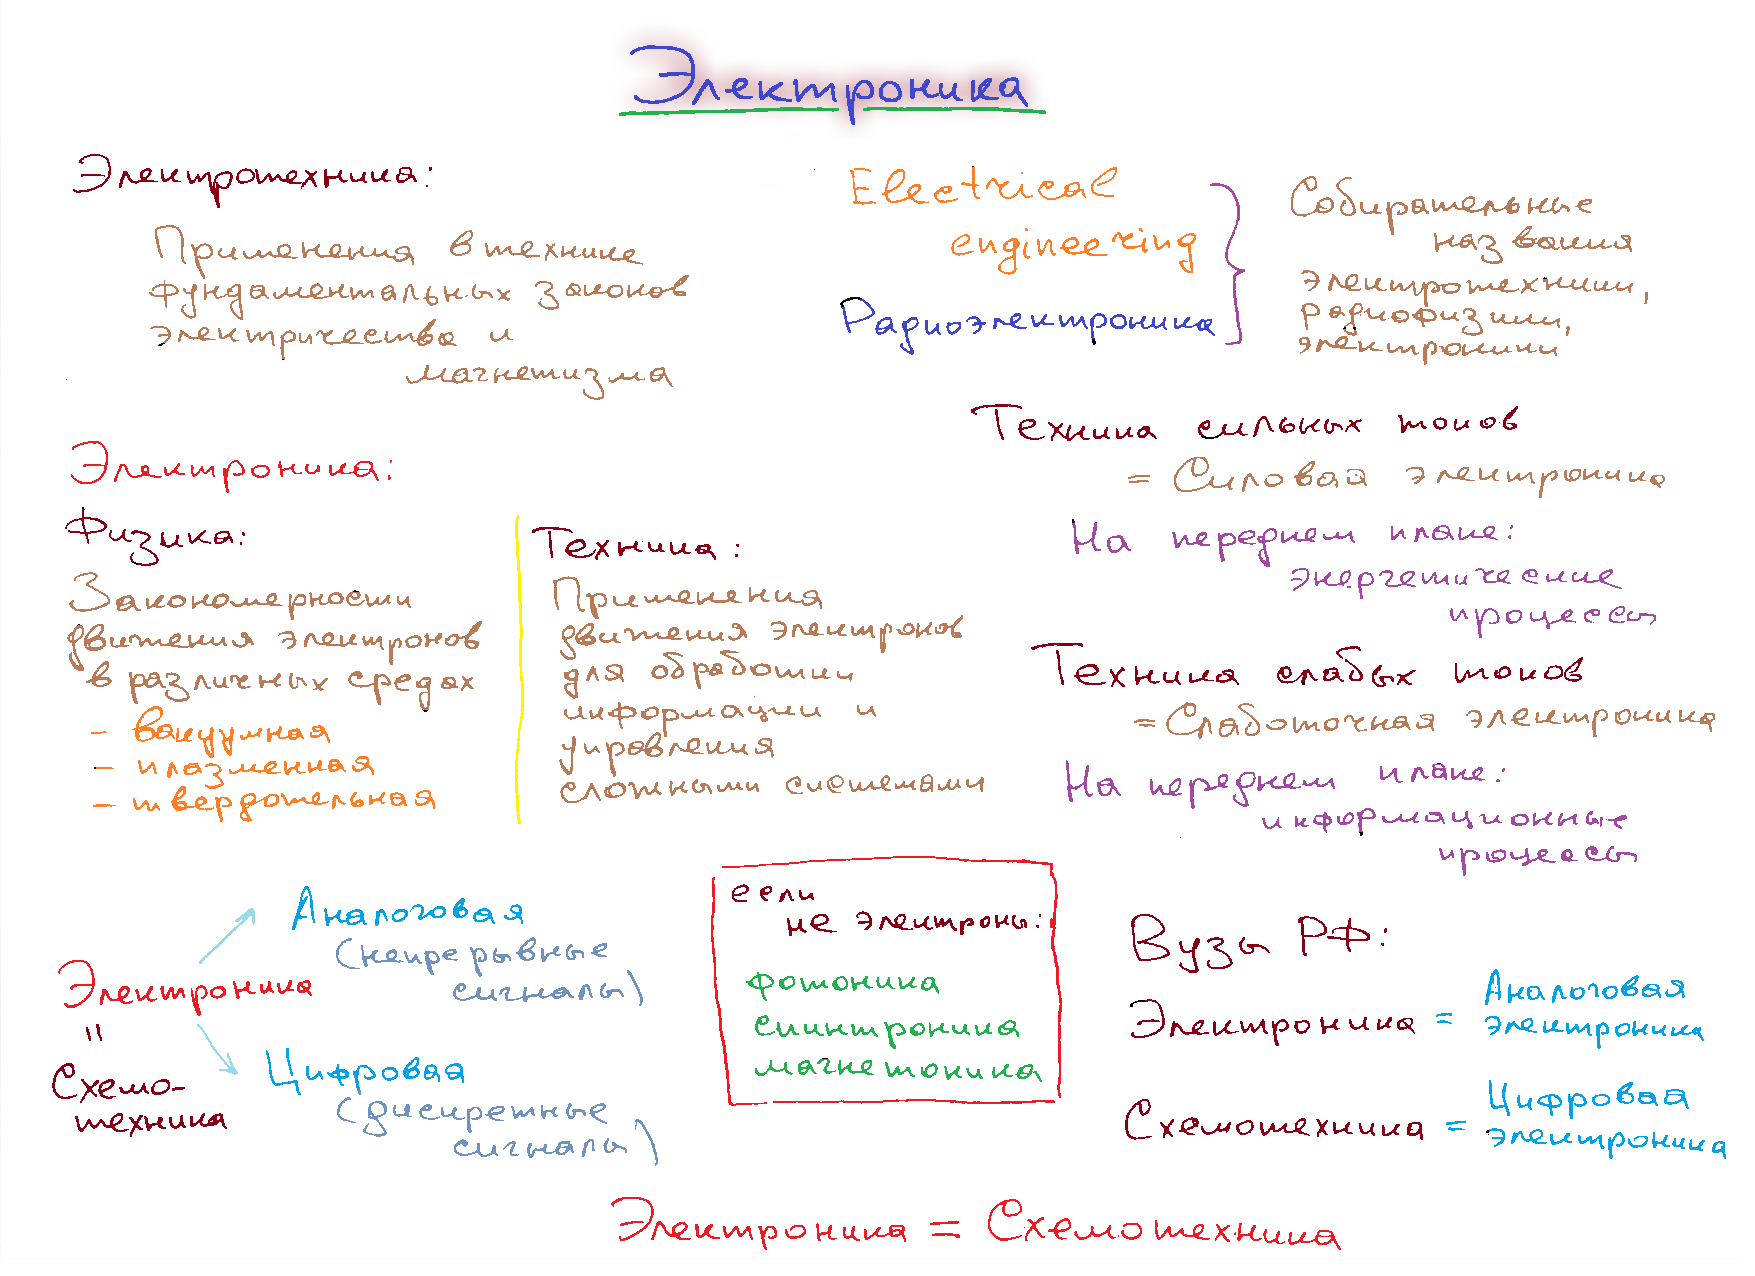 Электроника
Электротехника:
Применения в технике
фундаментальных законов
электричества и
магнетизма
Electrical
engineering
Радиоэлектроника
Собирательные
названия
электротехники,
радиофизики,
электроники
Электроника:
Физика:
Закономерности
движения электронов
в различных средах
- вакуумная
- плазменная
- твердотельная
Техника:
Применения
движения электронов
для обработки
информации и
управления
сложными системами
Техника сильных токов
= Силовая электроника
На переднем плане:
энергетические
процессы
Техника слабых токов
= Слаботочная электроника
На переднем плане:
информационные
процессы
Электроника
=
Схемо-
техника
Аналоговая
(непрерывные
сигналы)
Цифровая
(дискретные
сигналы)
если
не электроны:
фотоника
спинтроника
магнетоника
Вузы РФ:
Электроника = Аналоговая
электроника
Схемотехника = Цифровая
электроника
Электроника = Схемотехника